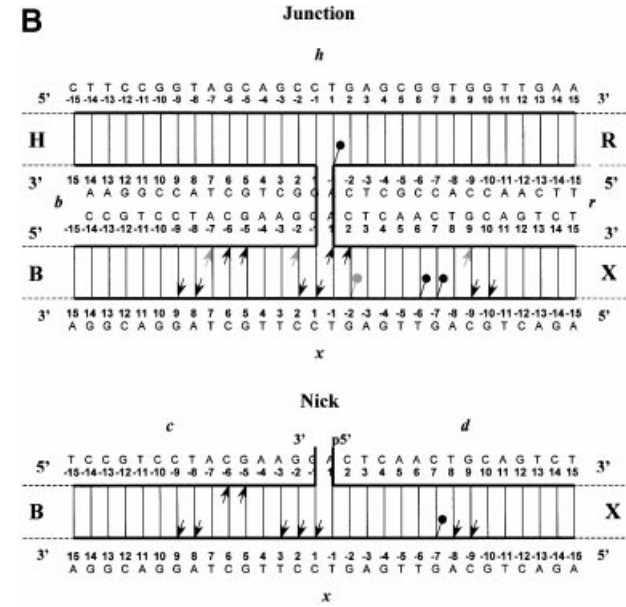 B
Junction
h
C T T C C G G T A G C A G C C T G A G C G G T G G T T G A A
5' -15 -14 -13 -12 -11 -10 -9 -8 -7 -6 -5 -4 -3 -2 -1 1 2 3 4 5 6 7 8 9 10 11 12 13 14 15 3'
H R
3' 15 14 13 12 11 10 9 8 7 6 5 4 3 2 1 -1 -2 -3 -4 -5 -6 -7 -8 -9 -10 -11 -12 -13 -14 -15 5'
A A G G C C A T C G T C G G A C T C G C C A C C A A C T T
b r
C C G T C C T A C G A A G G A C T C A A C T G C A G T C T
5' -15 -14 -13 -12 -11 -10 -9 -8 -7 -6 -5 -4 -3 -2 -1 1 2 3 4 5 6 7 8 9 10 11 12 13 14 15 3'
B X
3' 15 14 13 12 11 10 9 8 7 6 5 4 3 2 1 -1 -2 -3 -4 -5 -6 -7 -8 -9 -10 -11 -12 -13 -14 -15 5'
A G G C A G G A T C G T T C C T G A G T T G A C G T C A G A
x
Nick
c d
3' p5'
T C C G T C C T A C G A A G G A C T C A A C T G C A G T C T
5' -15 -14 -13 -12 -11 -10 -9 -8 -7 -6 -5 -4 -3 -2 -1 1 2 3 4 5 6 7 8 9 10 11 12 13 14 15 3'
B X
3' 15 14 13 12 11 10 9 8 7 6 5 4 3 2 1 -1 -2 -3 -4 -5 -6 -7 -8 -9 -10 -11 -12 -13 -14 -15 5'
A G G C A G G A T C G T T C C T G A G T T G A C G T C A G A
x